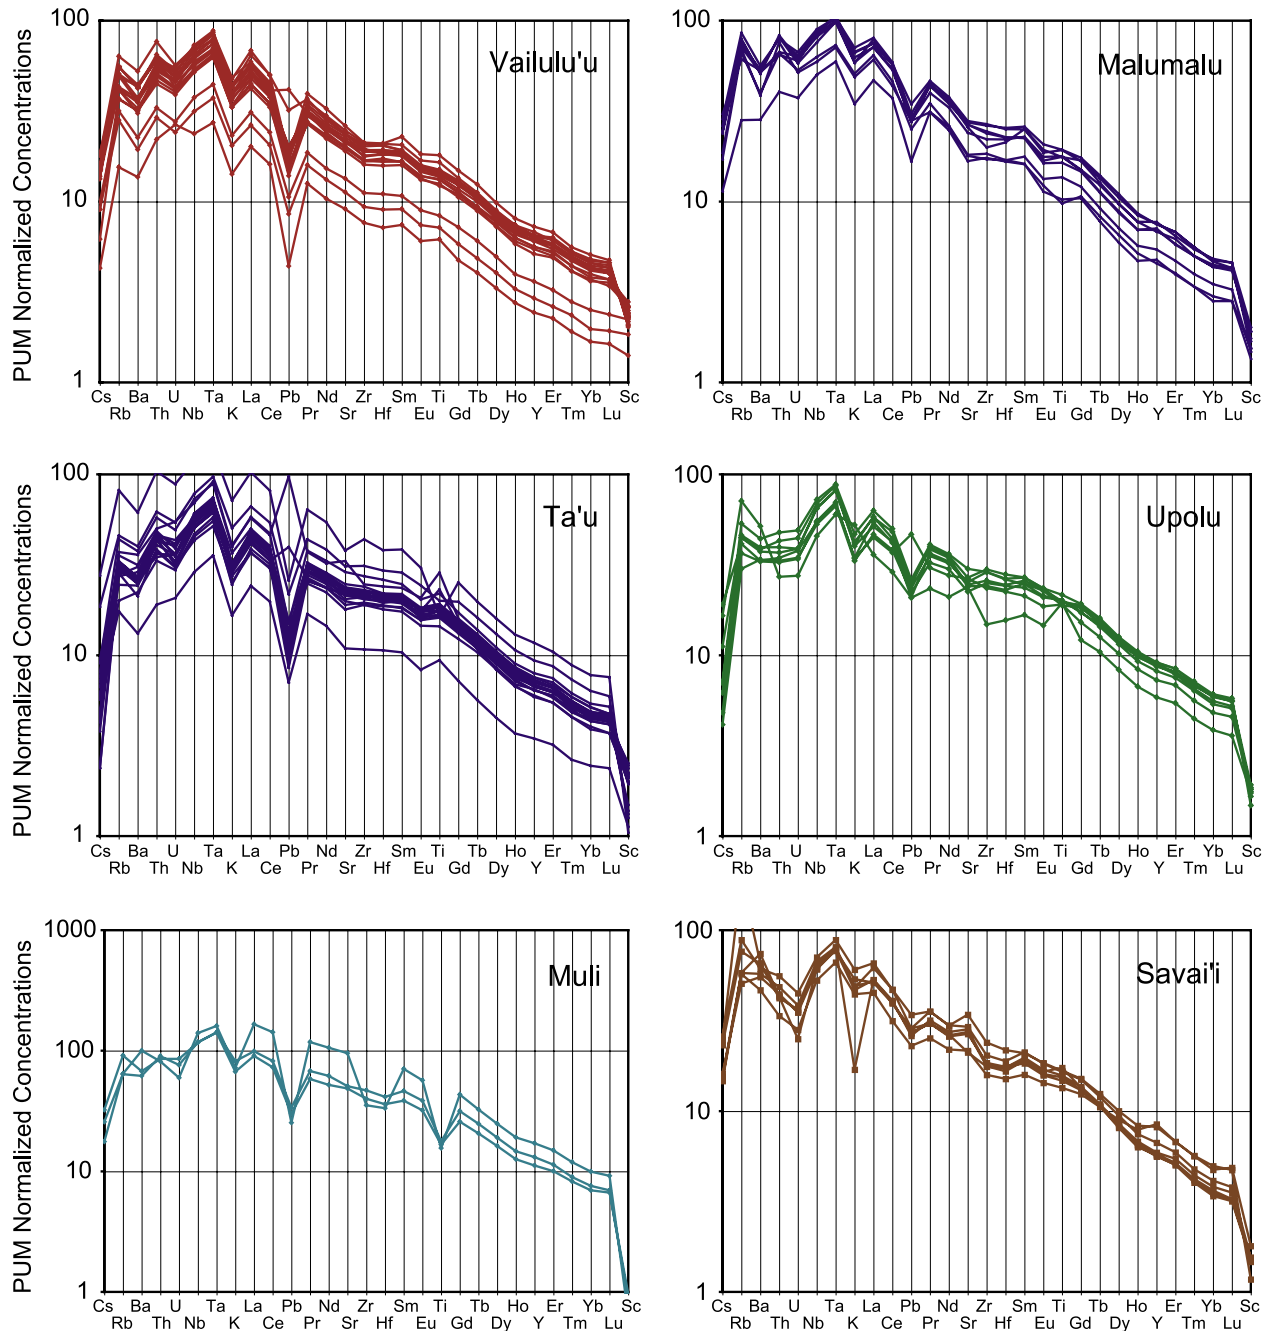 PUM Normalized Concentrations
100
10
1
Vailulu'u
Cs Ba U Ta La Pb Nd Zr Sm Ti Tb Ho Er Yb Sc
Rb Th Nb K Ce Pr Sr Hf Eu Gd Dy Y Tm Lu
100
10
1
Malumalu
Cs Ba U Ta La Pb Nd Zr Sm Ti Tb Ho Er Yb Sc
Rb Th Nb K Ce Pr Sr Hf Eu Gd Dy Y Tm Lu
PUM Normalized Concentrations
100
10
1
Ta'u
Cs Ba U Ta La Pb Nd Zr Sm Ti Tb Ho Er Yb Sc
Rb Th Nb K Ce Pr Sr Hf Eu Gd Dy Y Tm Lu
100
10
1
Upolu
Cs Ba U Ta La Pb Nd Zr Sm Ti Tb Ho Er Yb Sc
Rb Th Nb K Ce Pr Sr Hf Eu Gd Dy Y Tm Lu
PUM Normalized Concentrations
1000
100
10
1
Muli
Cs Ba U Ta La Pb Nd Zr Sm Ti Tb Ho Er Yb Sc
Rb Th Nb K Ce Pr Sr Hf Eu Gd Dy Y Tm Lu
100
10
1
Savai'i
Cs Ba U Ta La Pb Nd Zr Sm Ti Tb Ho Er Yb Sc
Rb Th Nb K Ce Pr Sr Hf Eu Gd Dy Y Tm Lu